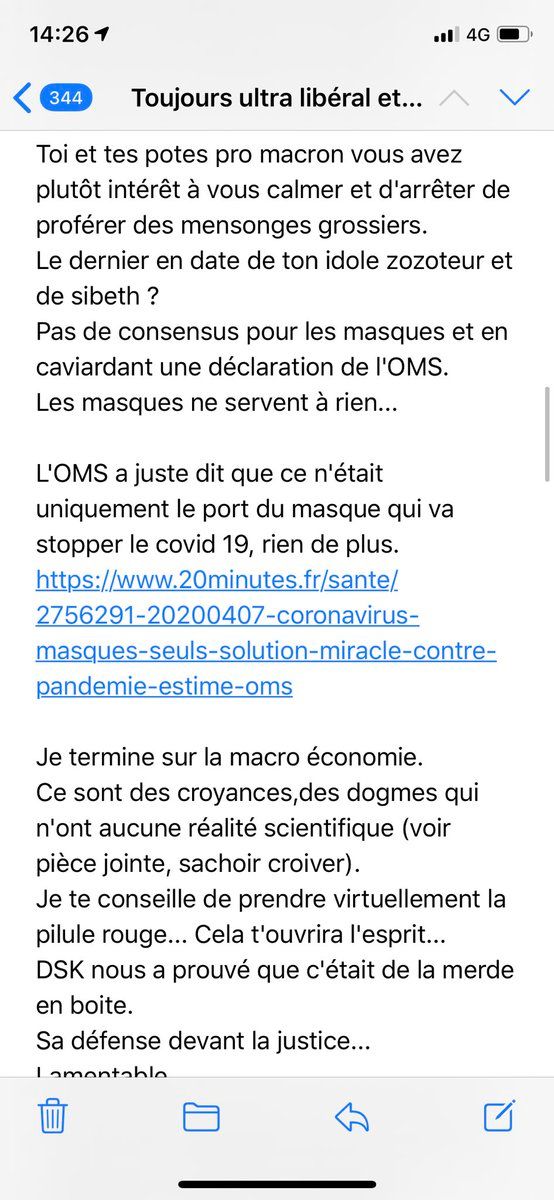 14:26
4G
344
Toujours ultra libéral et...
Toi et tes potes pro macron vous avez
plutôt intérêt à vous calmer et d'arrêter de
proférer des mensonges grossiers.
Le dernier en date de ton idole zozoteur et
de sibeth ?
Pas de consensus pour les masques et en
caviardant une déclaration de l'OMS.
Les masques ne servent à rien...
L'OMS a juste dit que ce n'était
uniquement le port du masque qui va
stopper le covid 19, rien de plus.
https://www.20minutes.fr/sante/
2756291-20200407-coronavirus-
masques-seuls-solution-miracle-contre-
pandemie-estime-oms
Je termine sur la macro économie.
Ce sont des croyances,des dogmes qui
n'ont aucune réalité scientifique (voir
pièce jointe, sachoir croiver).
Je te conseille de prendre virtuellement la
pilule rouge... Cela t'ouvrira l'esprit...
DSK nous a prouvé que c'était de la merde
en boite.
Sa défense devant la justice...
Lamentable